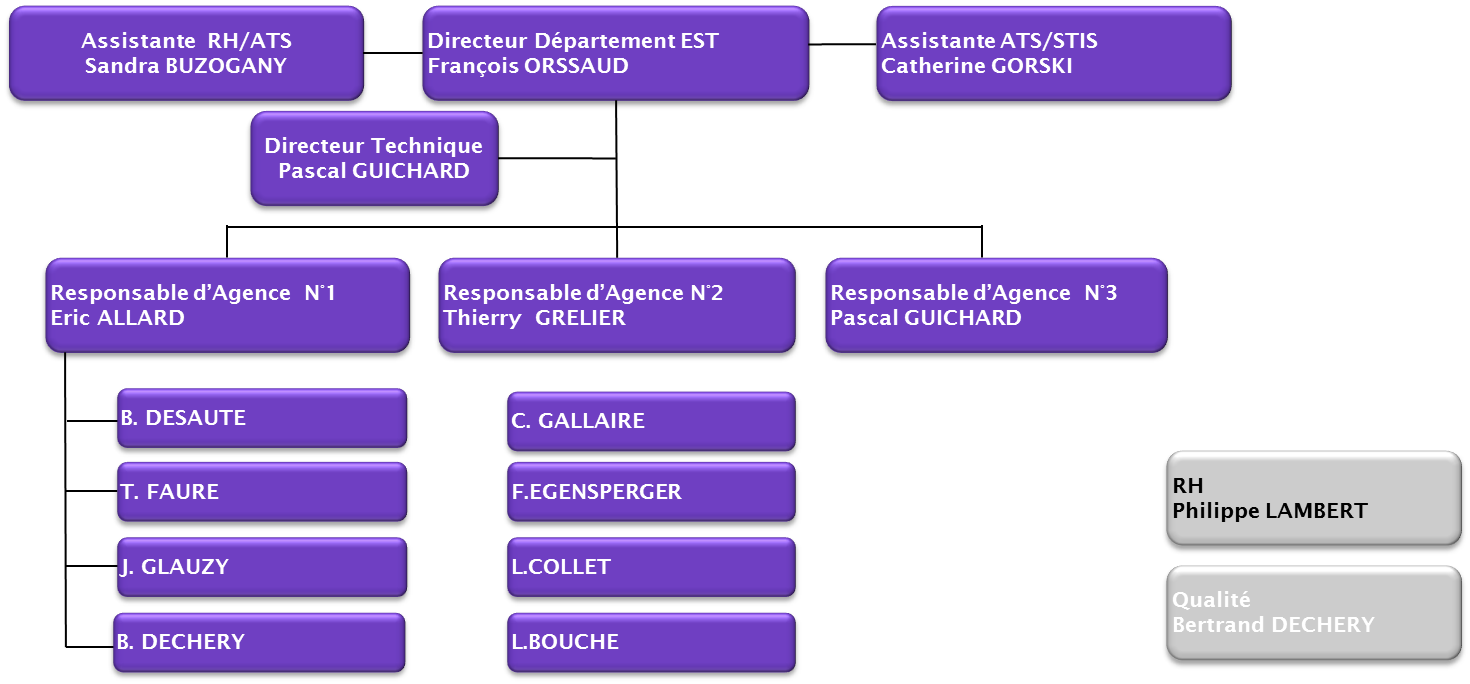 Assistante  RH/ATS
Sandra BUZOGANY
Directeur Département EST
François ORSSAUD
Assistante ATS/STIS
Catherine GORSKI
Directeur Technique
Pascal GUICHARD
Responsable d’Agence  N°1
Eric ALLARD
Responsable d’Agence N°2
Thierry  GRELIER
Responsable d’Agence  N°3
Pascal GUICHARD
B. DESAUTE
T. FAURE
J. GLAUZY
B. DECHERY
C. GALLAIRE
F.EGENSPERGER
L.COLLET
L.BOUCHE
RH
Philippe LAMBERT
Qualité
Bertrand DECHERY